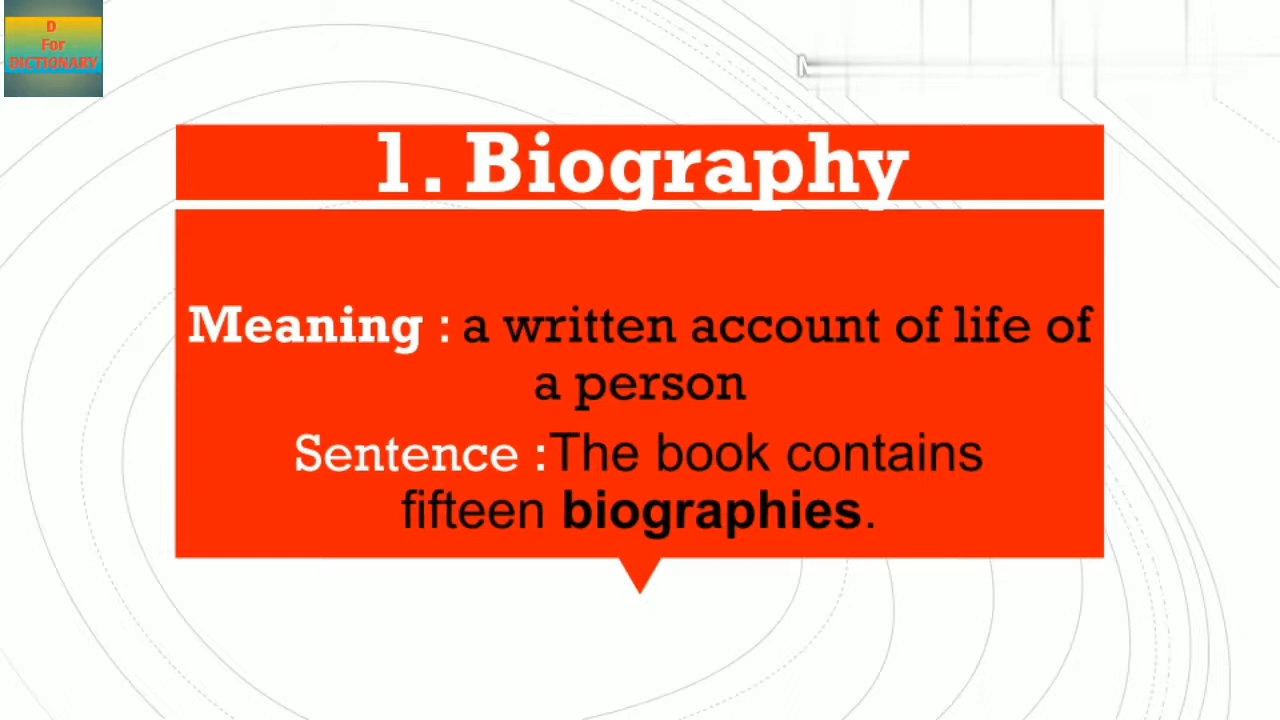 D
For
DICTIONARY
1. Biography
Meaning : a written account of life of
a person
Sentence :The book contains
fifteen biographies.